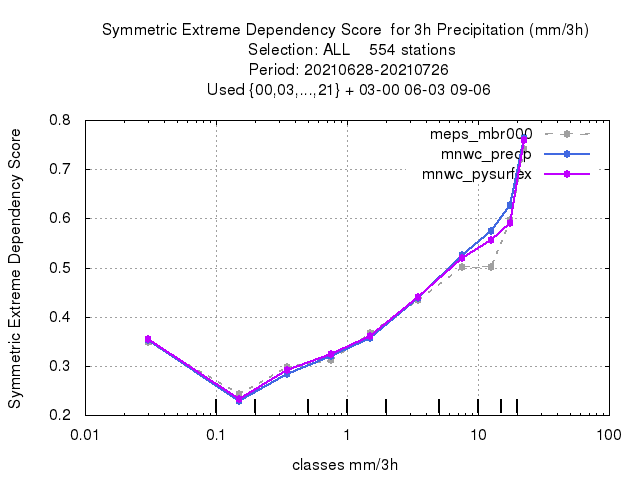 Symmetric Extreme Dependency Score  for 3h Precipitation (mm/3h)
Selection: ALL    554 stations
Period: 20210628-20210726
Used {00,03,...,21} + 03-00 06-03 09-06
Symmetric Extreme Dependency Score
0.8
0.7
0.6
0.5
0.4
0.3
0.2
meps_mbr000
mnwc_precip
mnwc_pysurfex
0.01
0.1
1
10
100
classes mm/3h